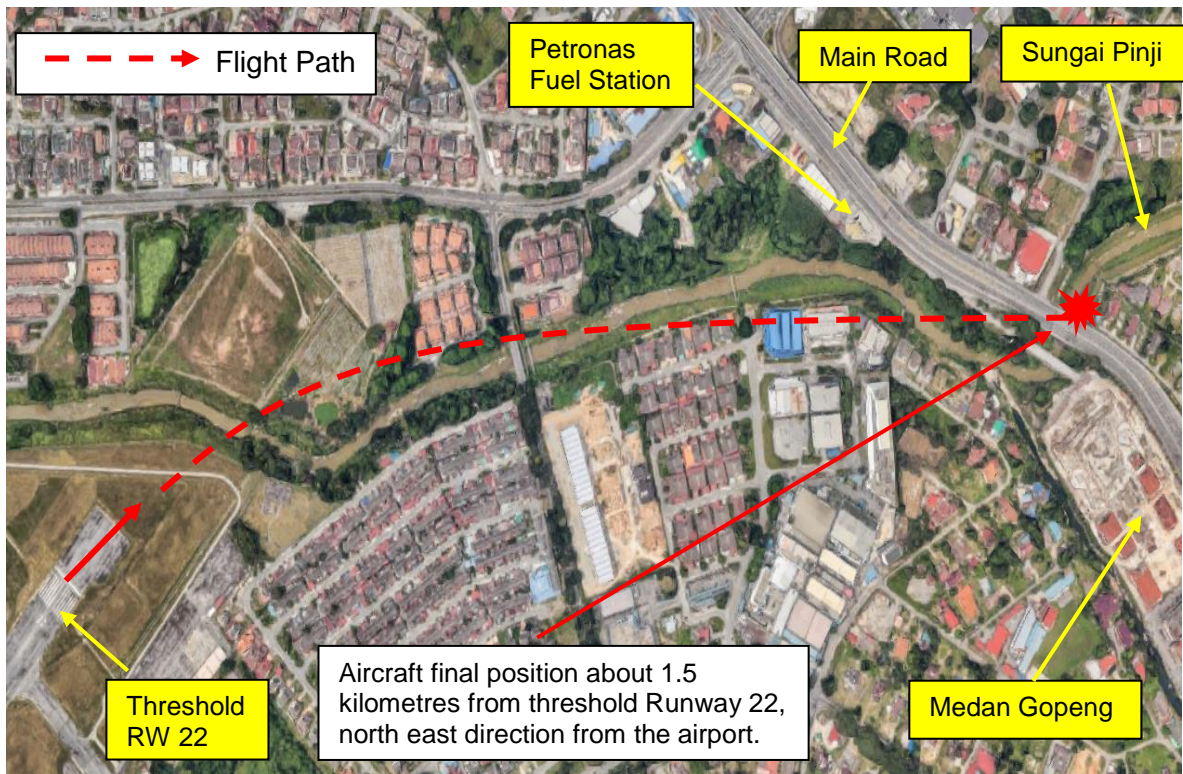 Flight Path
Petronas
Fuel Station
Main Road
Sungai Pinji
Threshold
RW 22
Aircraft final position about 1.5
kilometres from threshold Runway 22,
north east direction from the airport.
Medan Gopeng